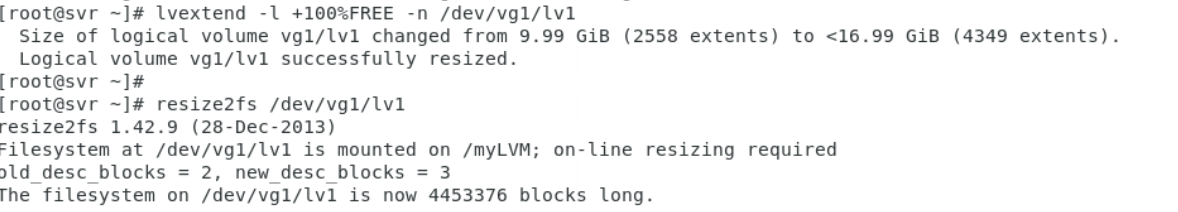 [root@svr ~]# lvextend -l +100%FREE -n /dev/vg1/lv1
  Size of logical volume vg1/lv1 changed from 9.99 GiB (2558 extents) to <16.99 GiB (4349 extents).
  Logical volume vg1/lv1 successfully resized.
[root@svr ~]#
[root@svr ~]# resize2fs /dev/vg1/lv1
resize2fs 1.42.9 (28-Dec-2013)
Filesystem at /dev/vg1/lv1 is mounted on /myLVM; on-line resizing required
old_desc_blocks = 2, new_desc_blocks = 3
The filesystem on /dev/vg1/lv1 is now 4453376 blocks long.